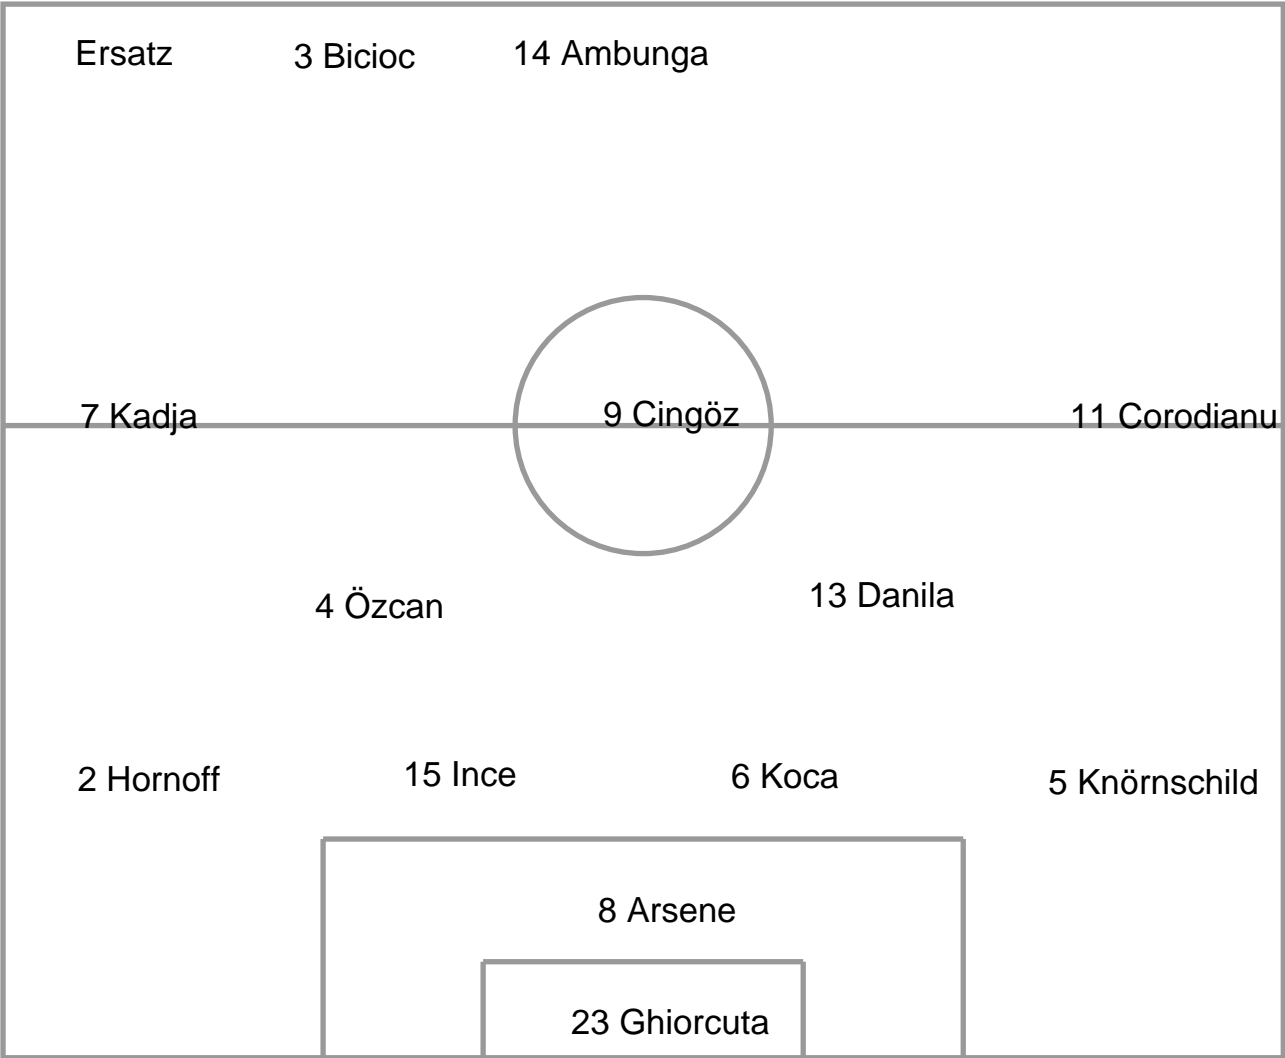 Ersatz 3 Bicioc 14 Ambunga
7 Kadja 9 Cingöz 11 Corodianu
4 Özcan 13 Danila
2 Hornoff 15 Ince 6 Koca 5 Knörnschild
8 Arsene
23 Ghiorcuta